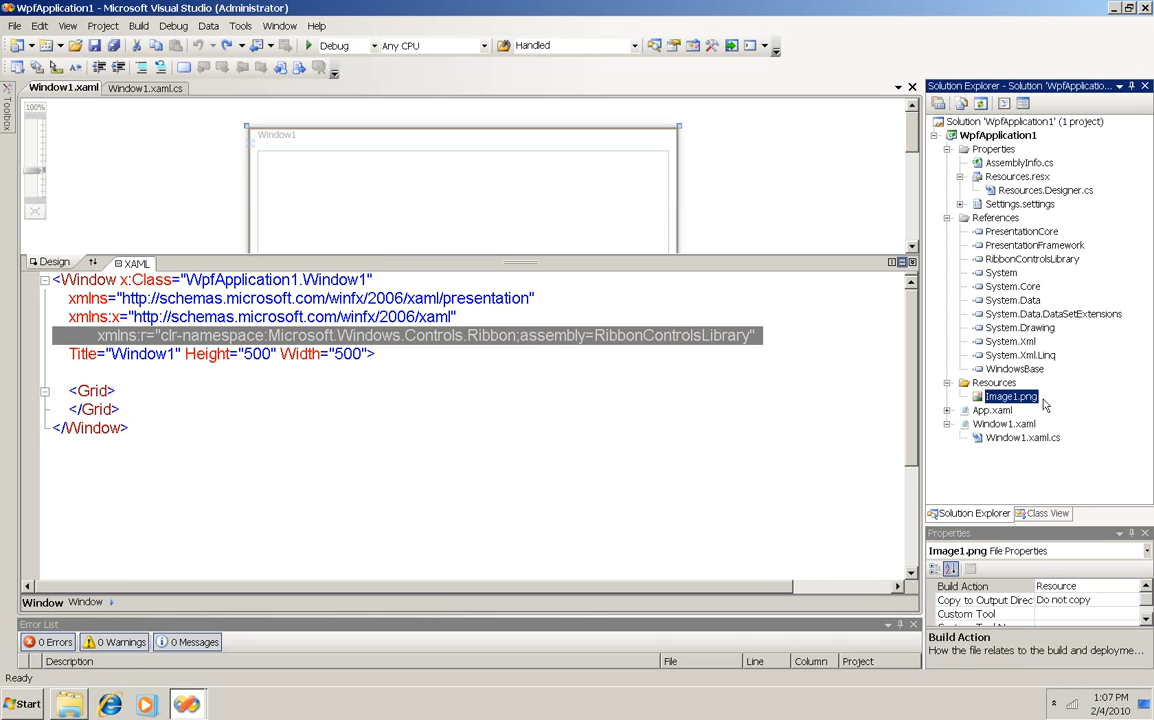 WpfApplication1 - Microsoft Visual Studio (Administrator)
File Edit View Project Build Debug Data Tools Window Help
Debug Any CPU Handled
Window1.xaml Window1.xaml.cs
Toolbox
100%
Window1
Design XAML
<Window x:Class="WpfApplication1.Window1"
xmlns="http://schemas.microsoft.com/winfx/2006/xaml/presentation"
xmlns:x="http://schemas.microsoft.com/winfx/2006/xaml"
xmlns:r="clr-namespace:Microsoft.Windows.Controls.Ribbon;assembly=RibbonControlsLibrary"
Title="Window1" Height="500" Width="500">
<Grid>
</Grid>
</Window>
Window Window
Error List
0 Errors 0 Warnings 0 Messages
Description File Line Column Project
Ready
Solution Explorer - Solution 'WpfApplicatio...
Solution 'WpfApplication1' (1 project)
WpfApplication1
Properties
AssemblyInfo.cs
Resources.resx
Resources.Designer.cs
Settings.settings
References
PresentationCore
PresentationFramework
RibbonControlsLibrary
System
System.Core
System.Data
System.Data.DataSetExtensions
System.Drawing
System.Xml
System.Xml.Linq
WindowsBase
Resources
Image1.png
App.xaml
Window1.xaml
Window1.xaml.cs
Solution Explorer Class View
Properties
Image1.png File Properties
Build Action Resource
Copy to Output Direc Do not copy
Custom Tool
Build Action
How the file relates to the build and deployme...
Start
1:07 PM
2/4/2010